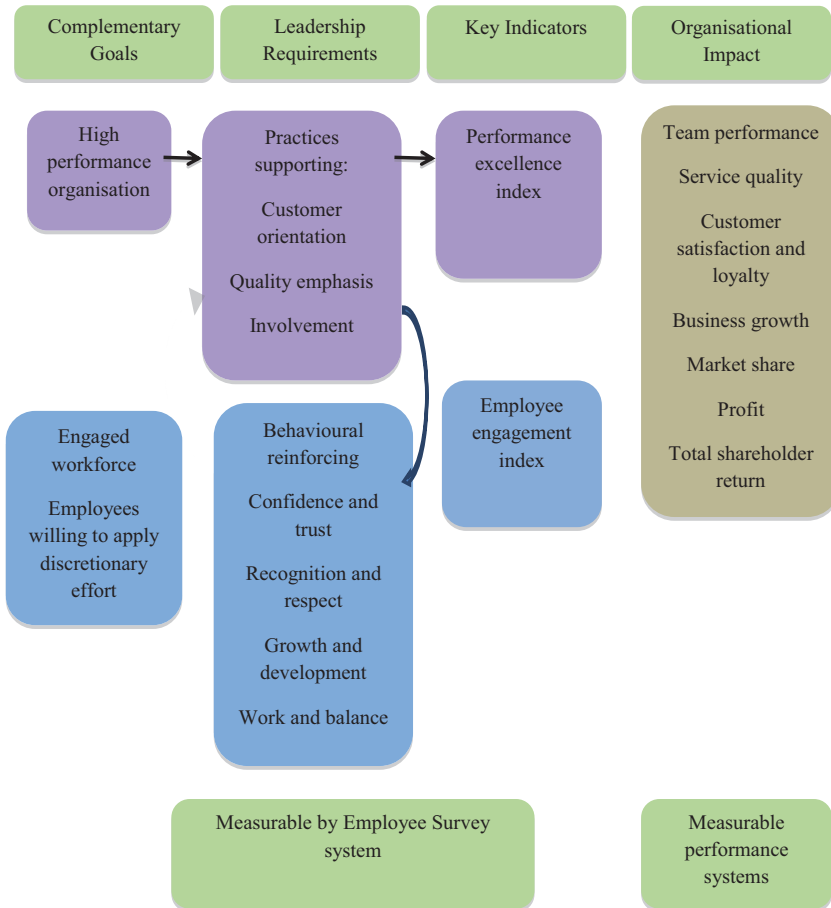 Complementary
Goals
Leadership
Requirements
Key Indicators
Organisational
Impact
High
performance
organisation
Practices
supporting:
Customer
orientation
Quality emphasis
Involvement
Performance
excellence
index
Team performance
Service quality
Customer
satisfaction and
loyalty
Business growth
Market share
Profit
Total shareholder
return
Engaged
workforce
Employees
willing to apply
discretionary
effort
Behavioural
reinforcing
Confidence and
trust
Recognition and
respect
Growth and
development
Work and balance
Employee
engagement
index
Measurable by Employee Survey
system
Measurable
performance
systems